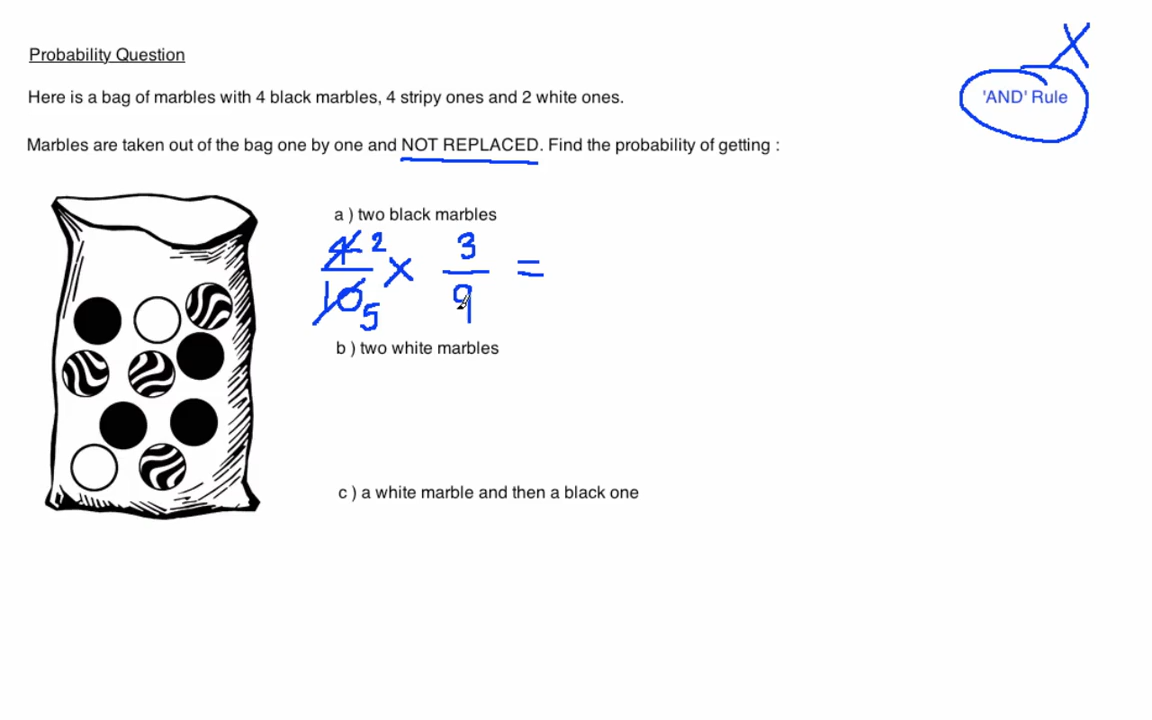 Probability Question
X
Here is a bag of marbles with 4 black marbles, 4 stripy ones and 2 white ones.
'AND' Rule
Marbles are taken out of the bag one by one and NOT REPLACED. Find the probability of getting :
a ) two black marbles
4 2 3
× =
10 5 9
b ) two white marbles
c ) a white marble and then a black one